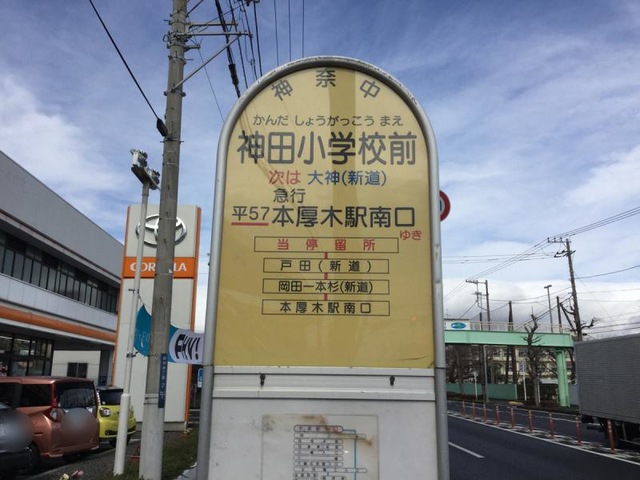 神奈中
かんだ しょうがっこう まえ
神田小学校前
次は 大神(新道)
急行
平57 本厚木駅南口
ゆき
当停留所
戸田(新道)
岡田一本杉(新道)
本厚木駅南口
COROLLA